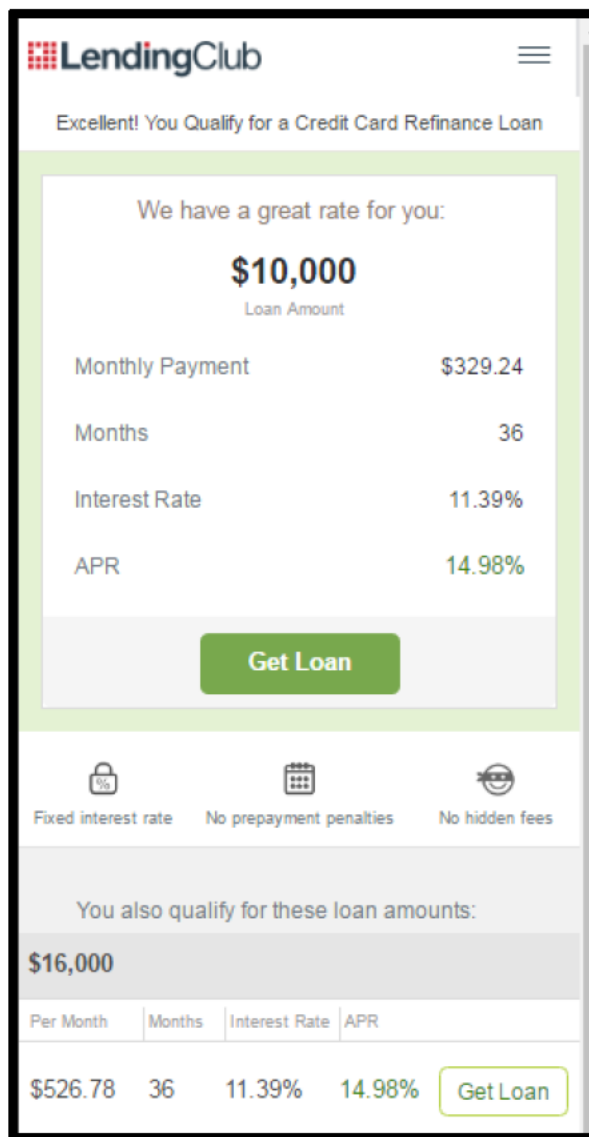 LendingClub
Excellent! You Qualify for a Credit Card Refinance Loan
We have a great rate for you:
$10,000
Loan Amount
Monthly Payment $329.24
Months 36
Interest Rate 11.39%
APR 14.98%
Get Loan
%
Fixed interest rate No prepayment penalties No hidden fees
You also qualify for these loan amounts:
$16,000
Per Month Months Interest Rate APR
$526.78 36 11.39% 14.98% Get Loan